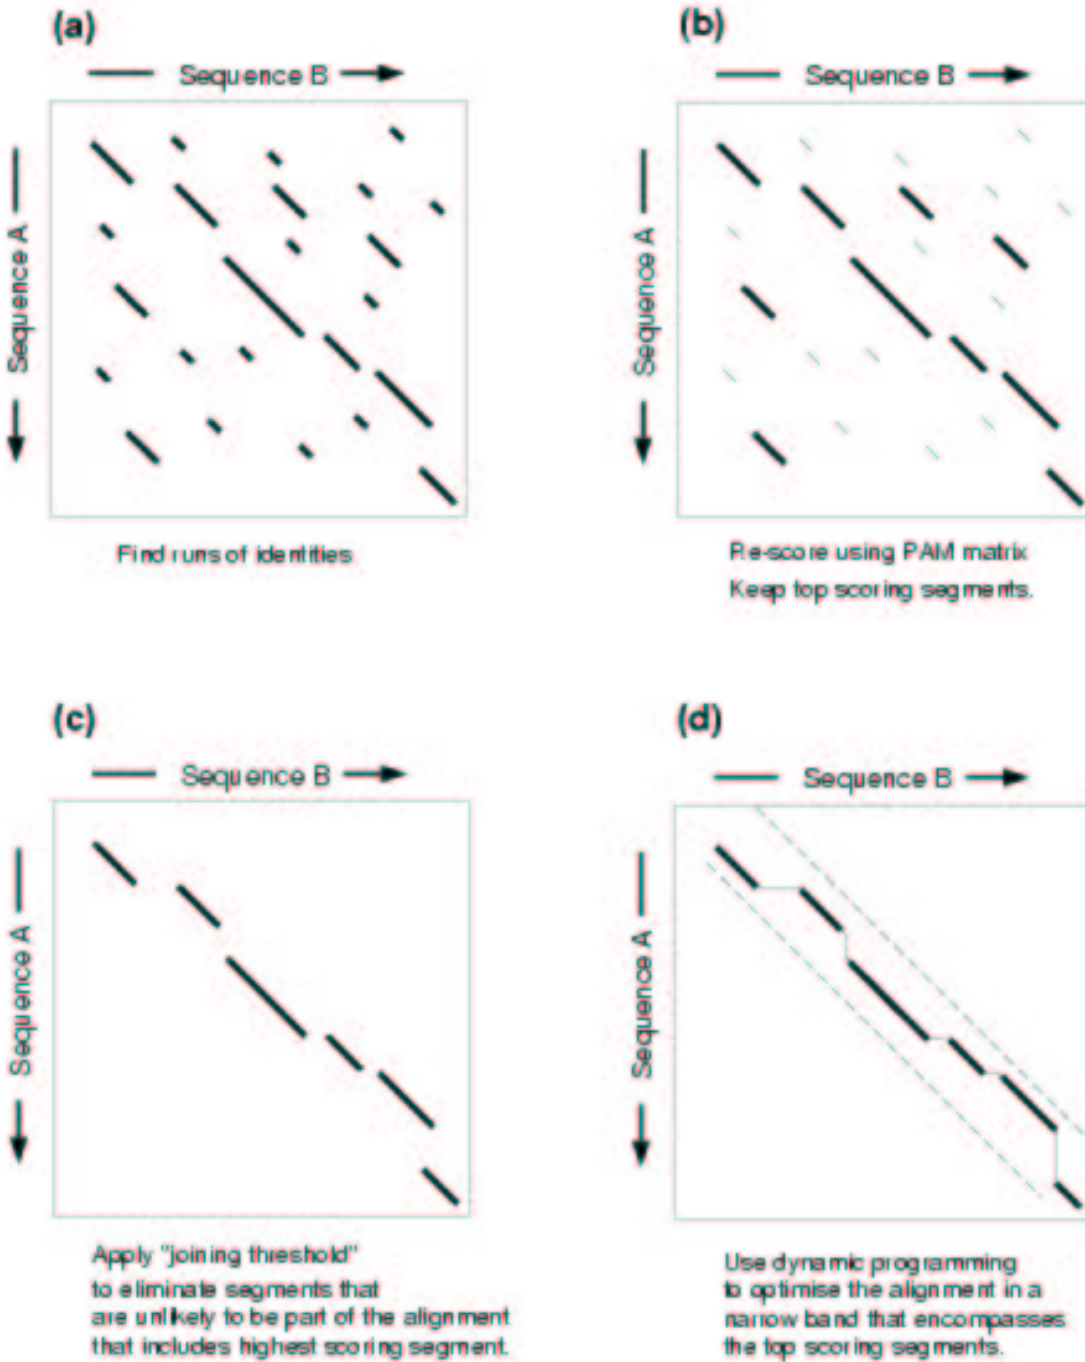 (a)
(b)
Sequence B
Sequence B
Sequence A
Sequence A
Find runs of identities
Re-score using PAM matrix
Keep top scoring segments.
(c)
(d)
Sequence B
Sequence B
Sequence A
Sequence A
Apply "joining threshold"
to eliminate segments that
are unlikely to be part of the alignment
that includes highest scoring segment.
Use dynamic programming
to optimise the alignment in a
narrow band that encompasses
the top scoring segments.